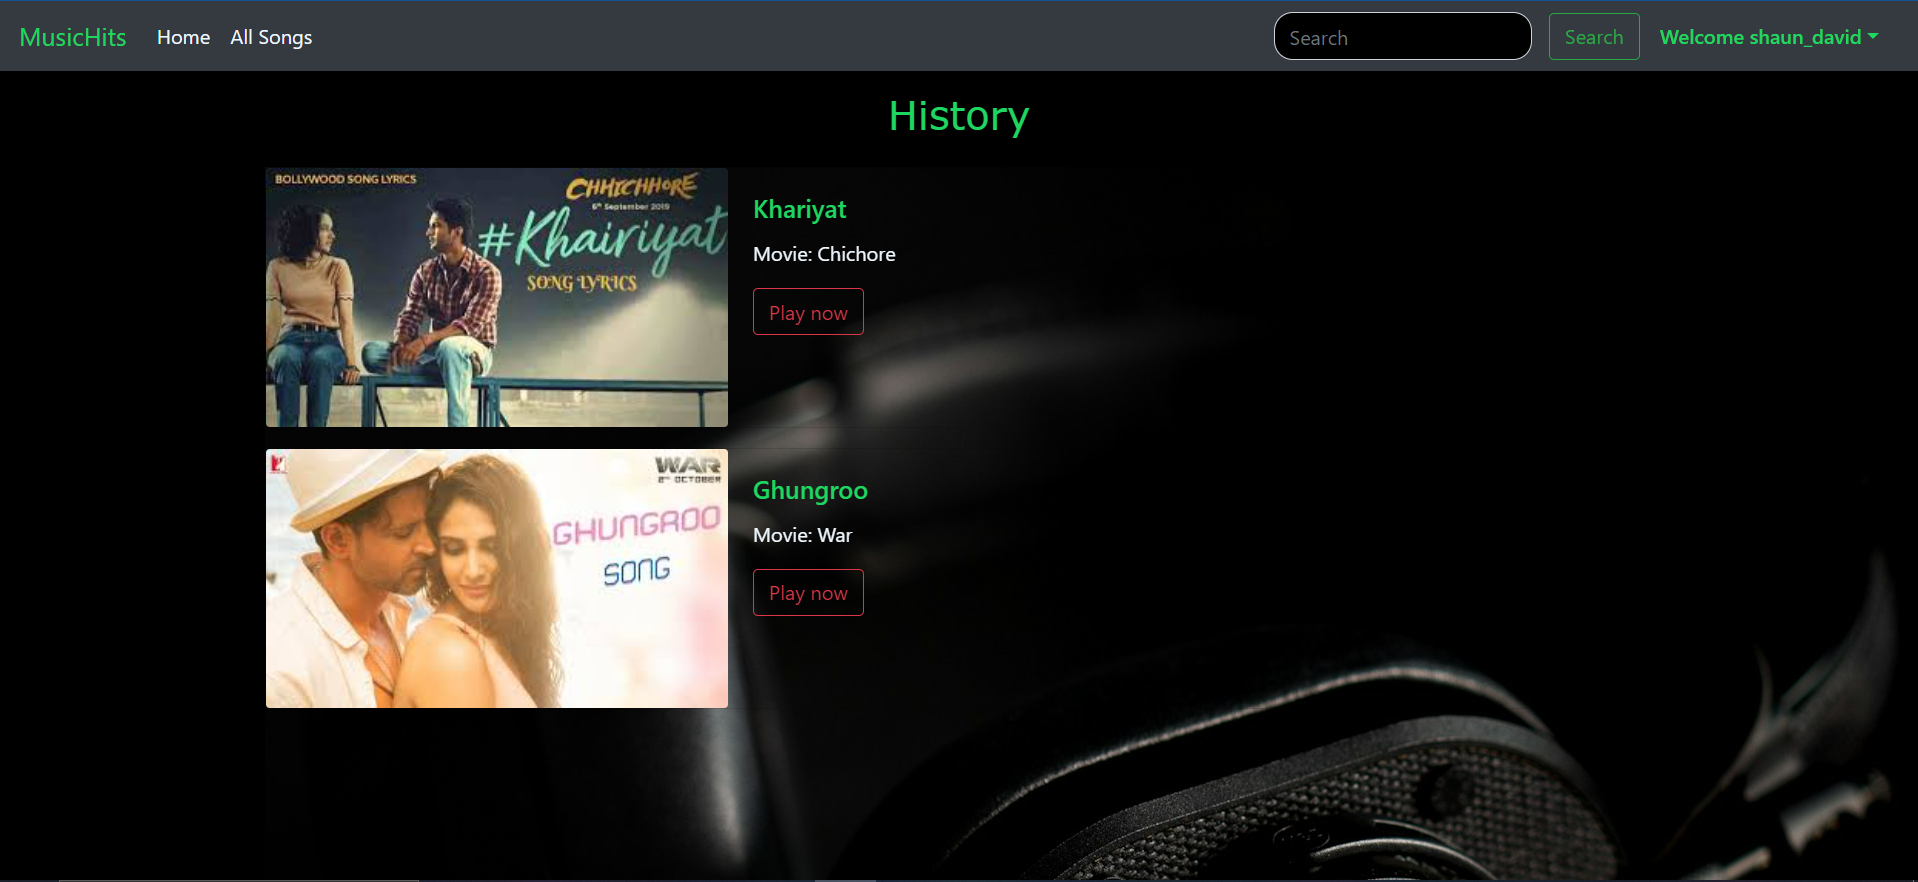 MusicHits Home All Songs Search Search Welcome shaun_david
History
BOLLYWOOD SONG LYRICS
CHHICHHORE
6th September 2019
#Khairiyat
SONG LYRICS
Khariyat
Movie: Chichore
Play now
WAR
2ND OCTOBER
GHUNGROO
SONG
Ghungroo
Movie: War
Play now